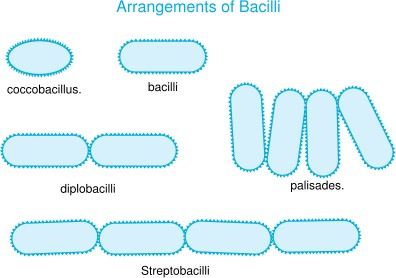 Arrangements of Bacilli
coccobacillus.
bacilli
diplobacilli
palisades.
Streptobacilli